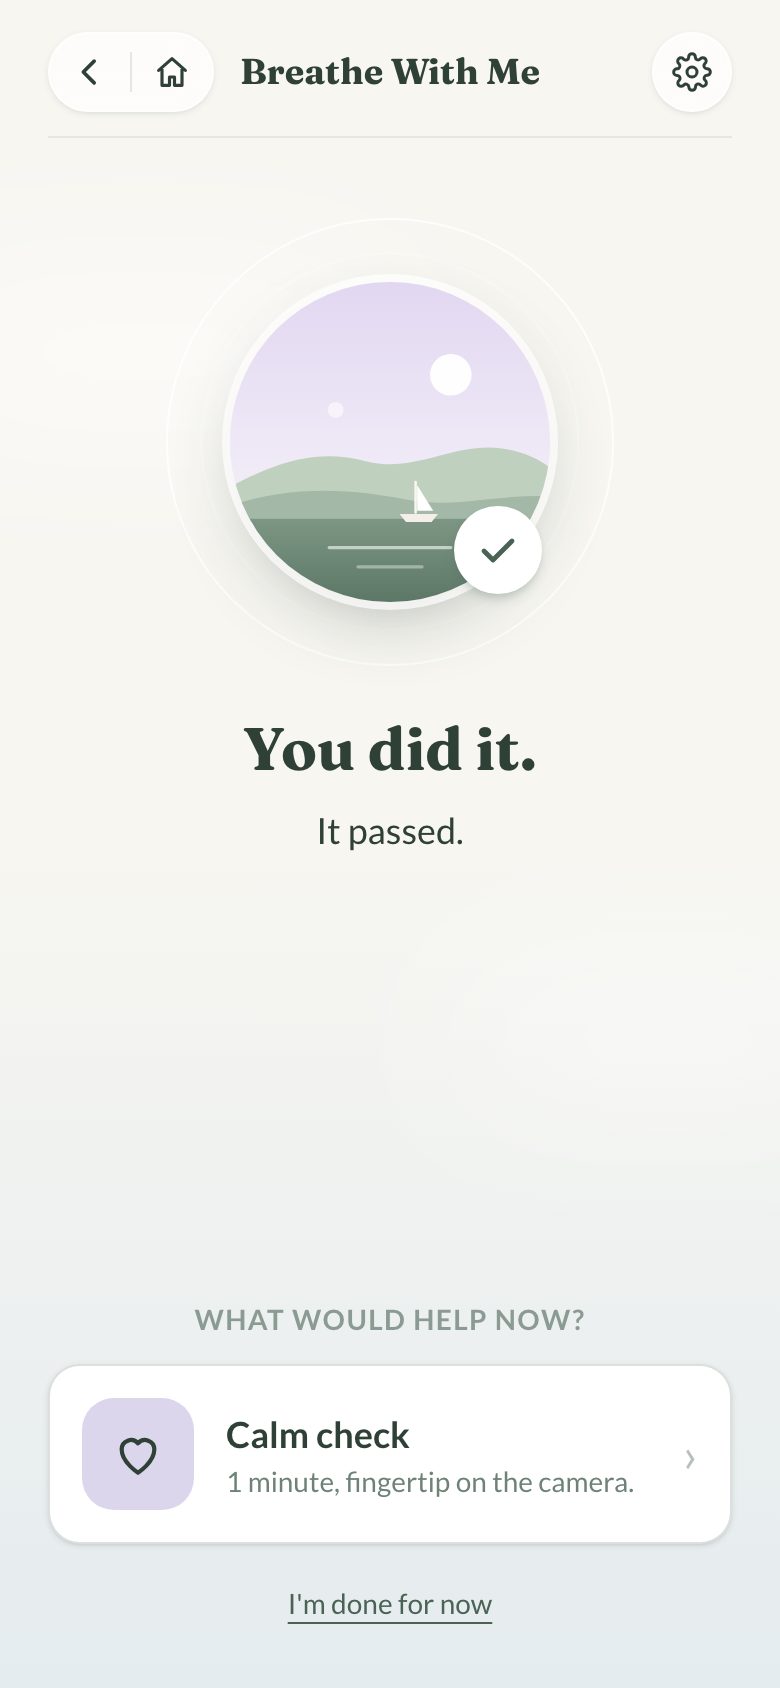 Breathe With Me
You did it.
It passed.
WHAT WOULD HELP NOW?
Calm check
1 minute, fingertip on the camera.
I'm done for now